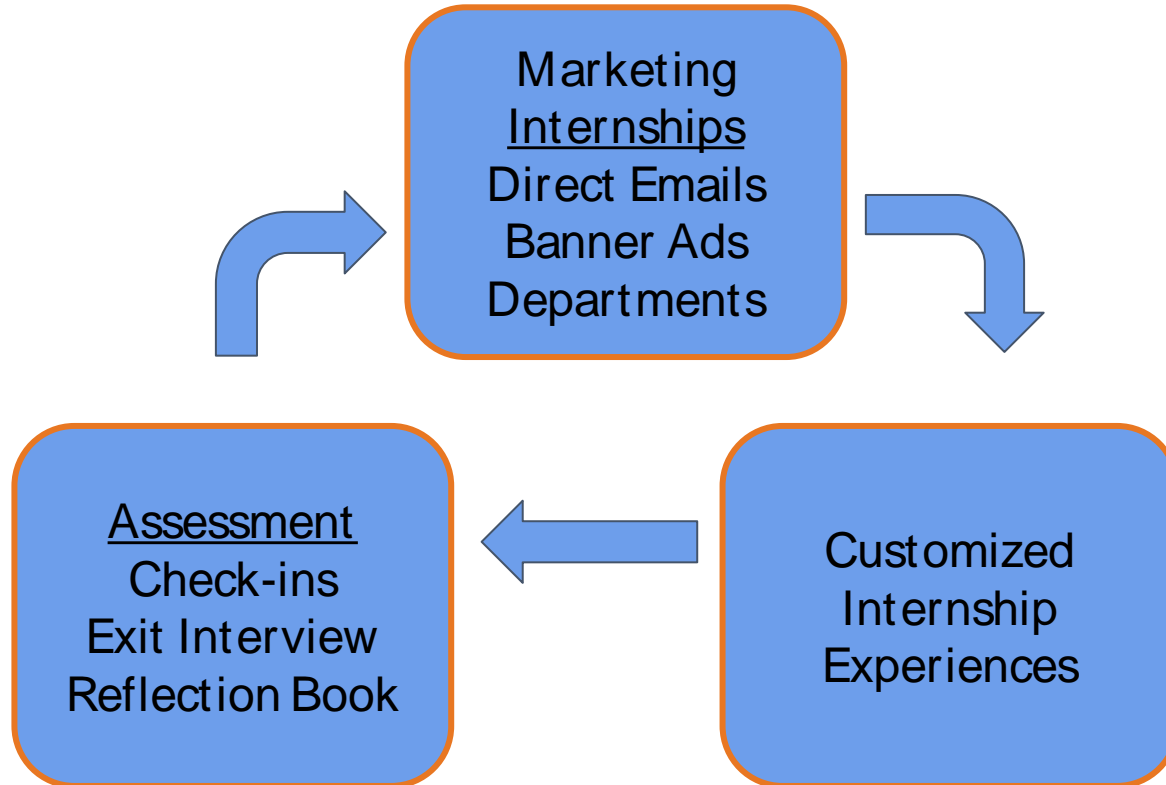 Marketing
Internships
Direct Emails
Banner Ads
Departments
Assessment
Check-ins
Exit Interview
Reflection Book
Customized
Internship
Experiences